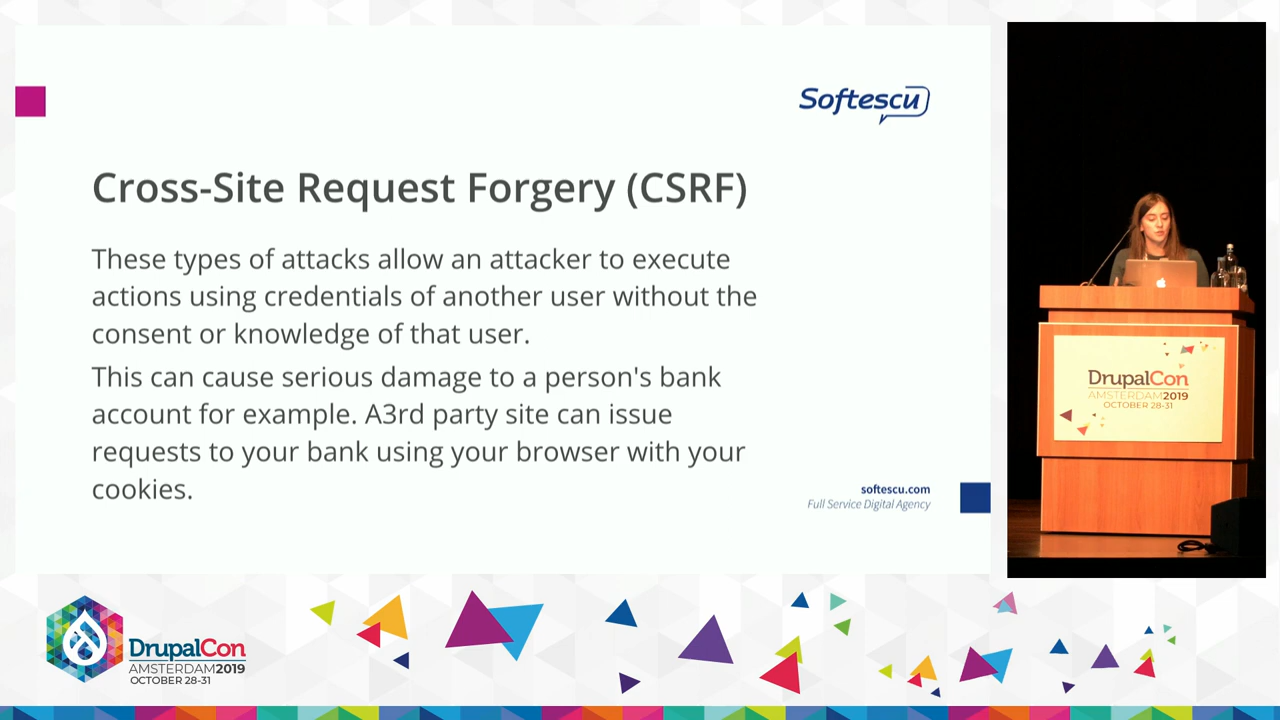 Softescu
Cross-Site Request Forgery (CSRF)
These types of attacks allow an attacker to execute
actions using credentials of another user without the
consent or knowledge of that user.
This can cause serious damage to a person's bank
account for example. A3rd party site can issue
requests to your bank using your browser with your
cookies.
softescu.com
Full Service Digital Agency
DrupalCon
AMSTERDAM2019
OCTOBER 28-31
DrupalCon
AMSTERDAM2019
OCTOBER 28-31